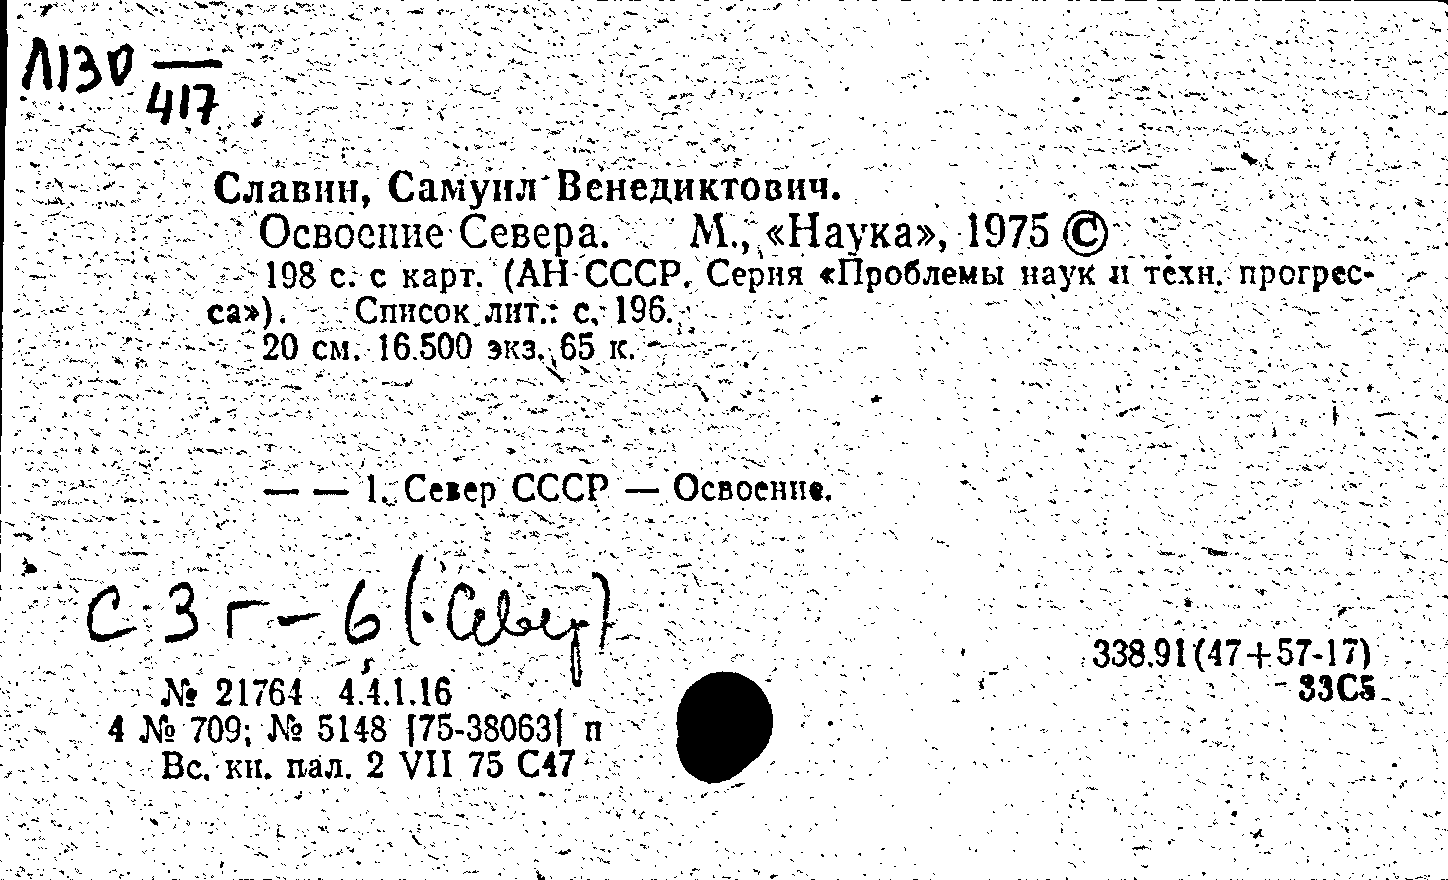 Л130
417
Славин, Самуил Венедиктович.
Освоение Севера. М., «Наука», 1975 ©
198 с. с карт. (АН СССР. Серия «Проблемы наук и техн. прогрес-
са»). Список лит.: с. 196.
20 см. 16.500 экз. 65 к.
— — 1. Север СССР — Освоение.
С3г-6 (Север)
338.91(47+57-17)
33С5
№ 21764 4.4.1.16
4 № 709; № 5148 [75-38063] п
Вс. кн. пал. 2 VII 75 С47